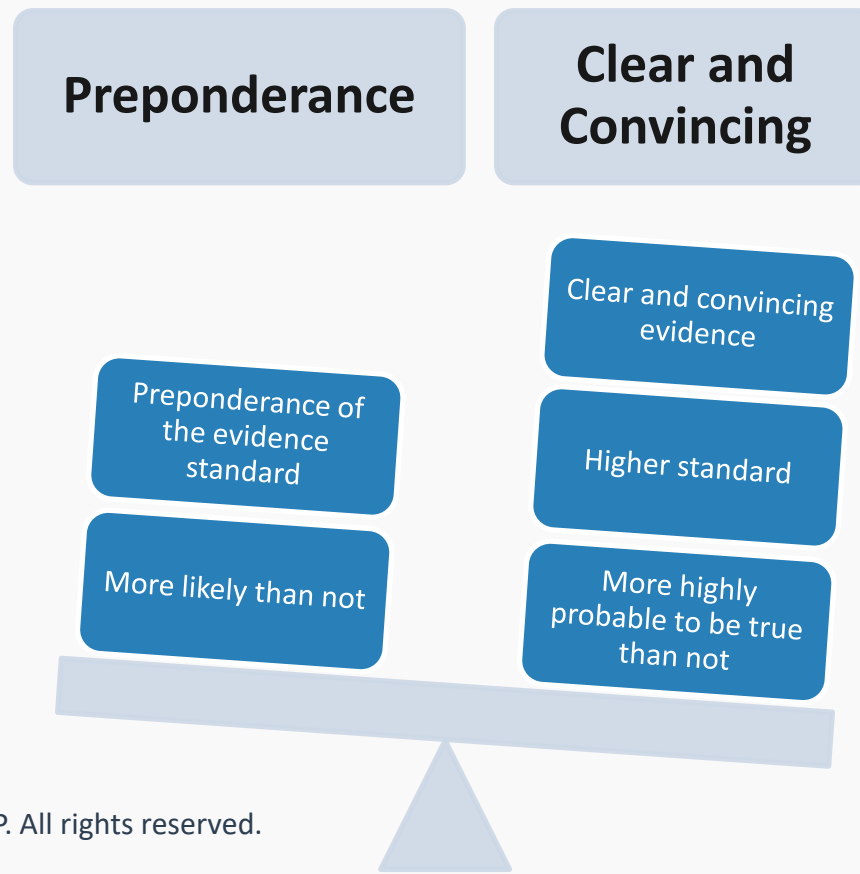 Preponderance
Clear and
Convincing
Preponderance of
the evidence
standard
More likely than not
Clear and convincing
evidence
Higher standard
More highly
probable to be true
than not
P. All rights reserved.